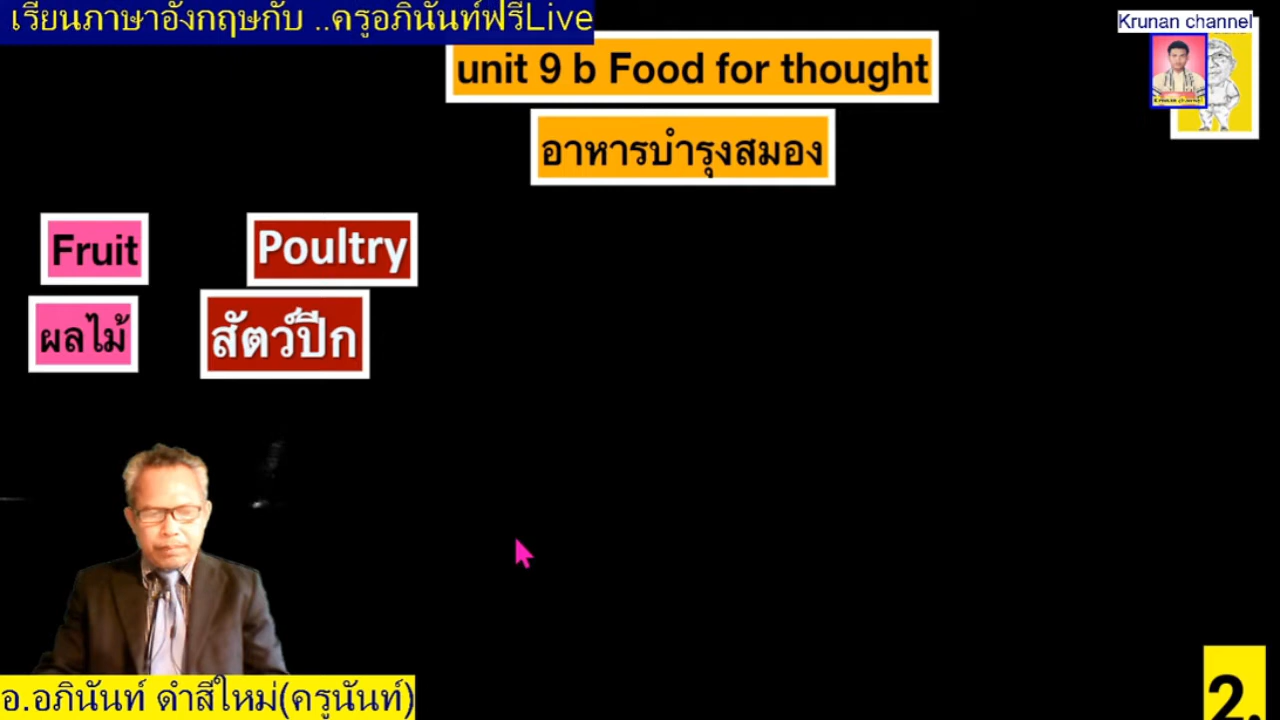 เรียนภาษาอังกฤษกับ ..ครูอภินันท์ฟรีLive
Krunan channel
unit 9 b Food for thought
อาหารบำรุงสมอง
Fruit
Poultry
ผลไม้
สัตว์ปีก
อ.อภินันท์ ดำสีใหม่(ครูนันท์)
2.